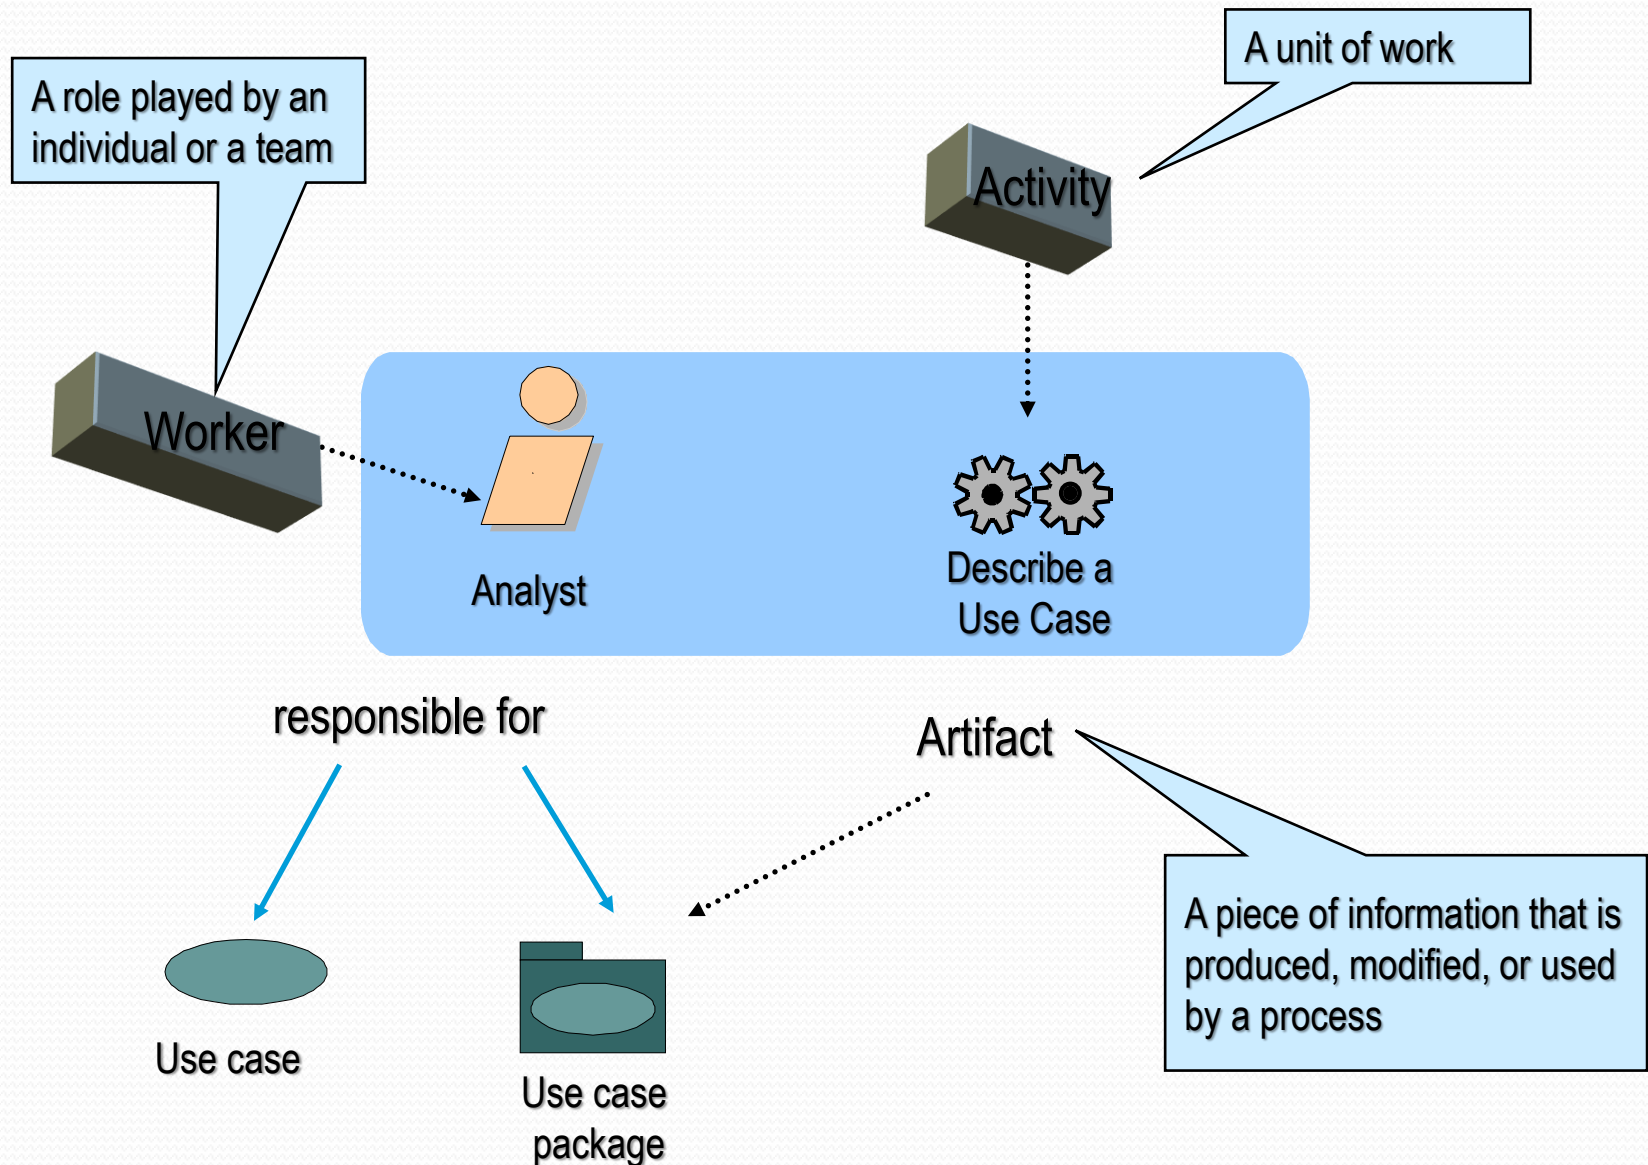 A unit of work
A role played by an
individual or a team
Activity
Worker
Analyst
Describe a
Use Case
responsible for
Artifact
A piece of information that is
produced, modified, or used
by a process
Use case
Use case
package